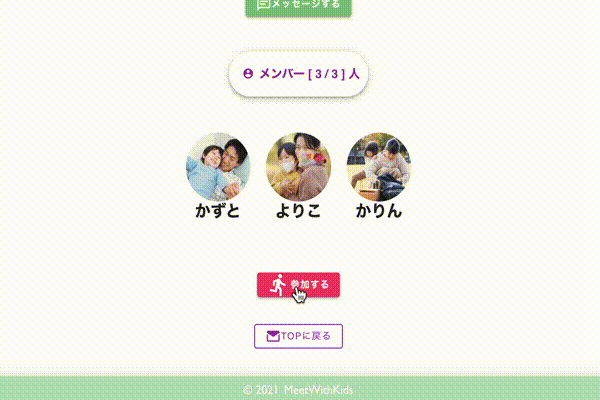 メッセージする
メンバー [ 3 / 3 ] 人
かずと よりこ かりん
参加する
TOPに戻る
© 2021 MeetWithKids